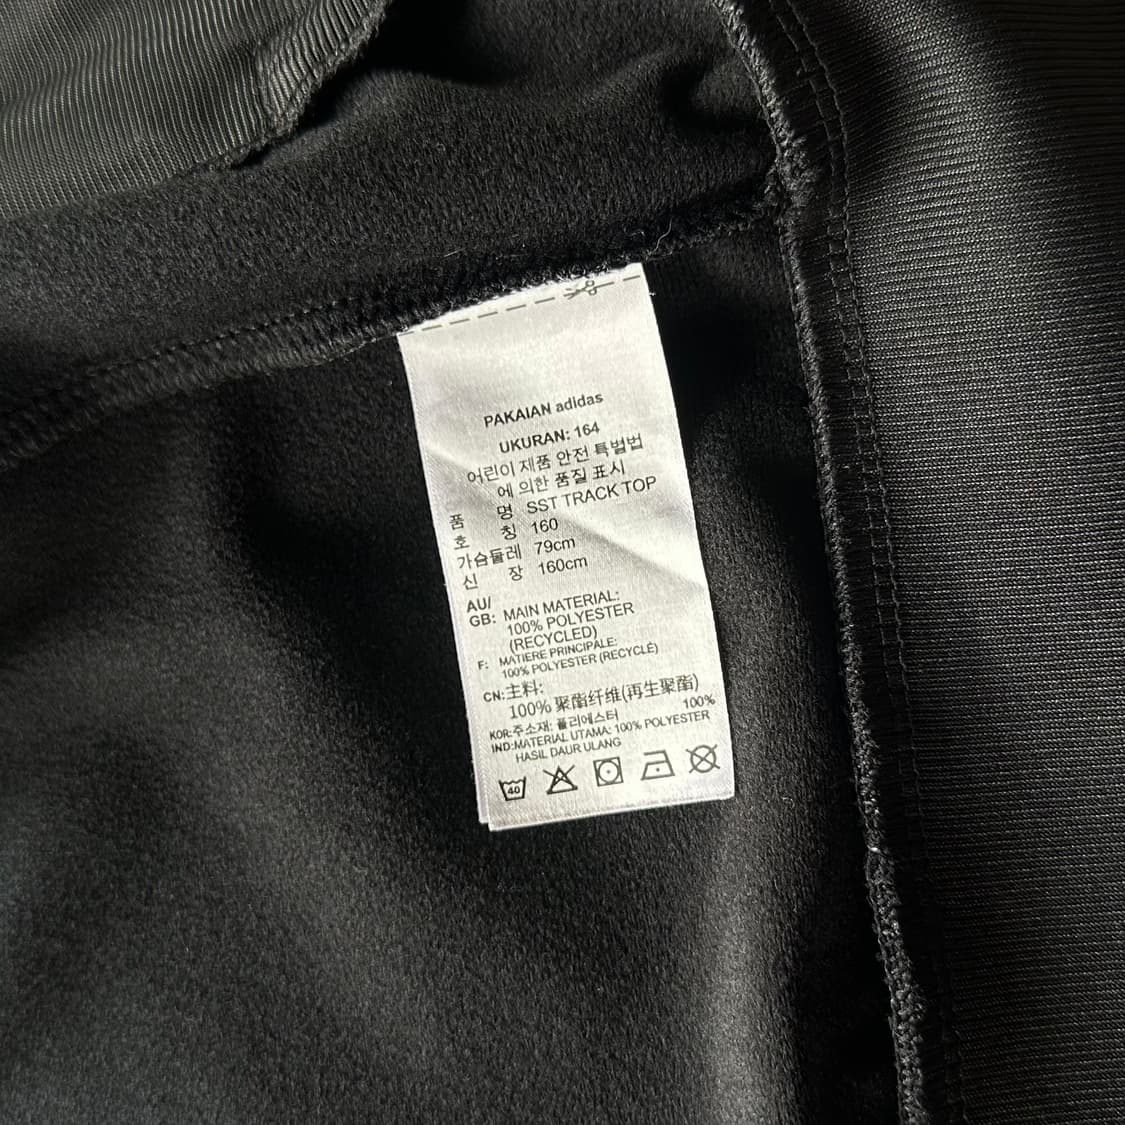 PAKAIAN adidas
UKURAN: 164
어린이 제품 안전 특별법
에 의한 품질 표시
품 명 SST TRACK TOP
호 칭 160
가슴둘레 79cm
신 장 160cm
AU/
GB: MAIN MATERIAL:
100% POLYESTER
(RECYCLED)
F: MATIERE PRINCIPALE:
100% POLYESTER (RECYCLÉ)
CN:主料:
100% 聚酯纤维(再生聚酯)
KOR:주소재: 폴리에스터 100%
IND:MATERIAL UTAMA: 100% POLYESTER
HASIL DAUR ULANG
40